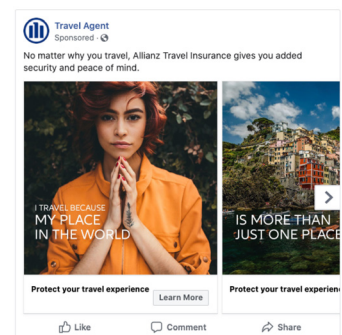 Travel Agent
Sponsored ·
No matter why you travel, Allianz Travel Insurance gives you added
security and peace of mind.
I TRAVEL BECAUSE
MY PLACE
IN THE WORLD
IS MORE THAN
JUST ONE PLACE
Protect your travel experience
Learn More
Protect your travel experien
Like
Comment
Share